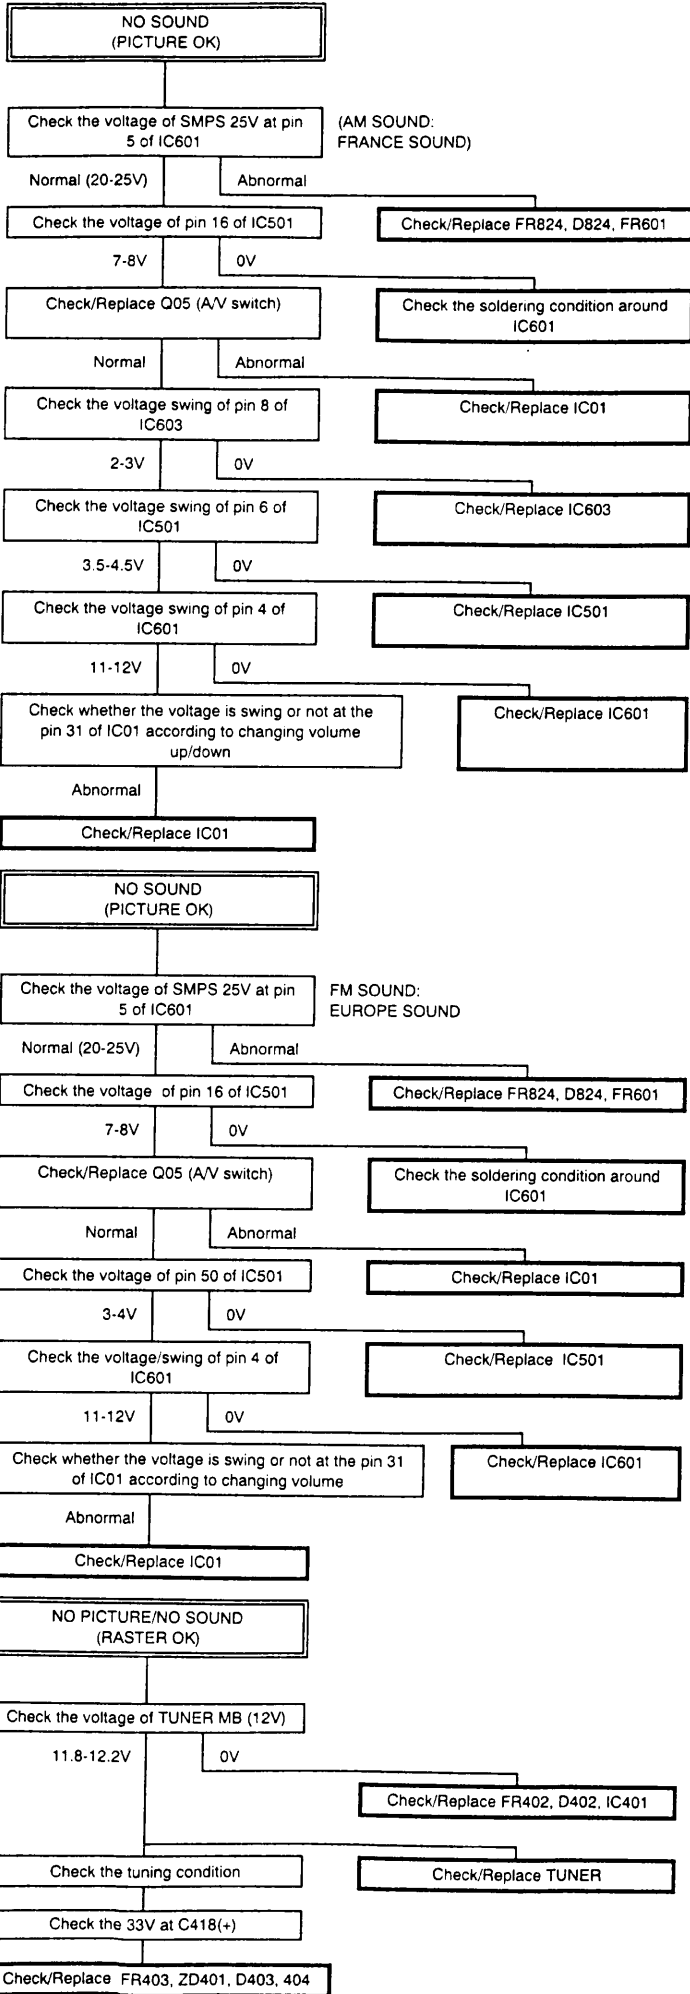 NO SOUND
(PICTURE OK)
Check the voltage of SMPS 25V at pin
5 of IC601
(AM SOUND:
FRANCE SOUND)
Normal (20-25V)
Abnormal
Check the voltage of pin 16 of IC501
Check/Replace FR824, D824, FR601
7-8V
0V
Check/Replace Q05 (A/V switch)
Check the soldering condition around
IC601
Normal
Abnormal
Check the voltage swing of pin 8 of
IC603
Check/Replace IC01
2-3V
0V
Check the voltage swing of pin 6 of
IC501
Check/Replace IC603
3.5-4.5V
0V
Check the voltage swing of pin 4 of
IC601
Check/Replace IC501
11-12V
0V
Check whether the voltage is swing or not at the
pin 31 of IC01 according to changing volume
up/down
Check/Replace IC601
Abnormal
Check/Replace IC01
NO SOUND
(PICTURE OK)
Check the voltage of SMPS 25V at pin
5 of IC601
FM SOUND:
EUROPE SOUND
Normal (20-25V)
Abnormal
Check the voltage of pin 16 of IC501
Check/Replace FR824, D824, FR601
7-8V
0V
Check/Replace Q05 (A/V switch)
Check the soldering condition around
IC601
Normal
Abnormal
Check the voltage of pin 50 of IC501
Check/Replace IC01
3-4V
0V
Check the voltage/swing of pin 4 of
IC601
Check/Replace IC501
11-12V
0V
Check whether the voltage is swing or not at the pin 31
of IC01 according to changing volume
Check/Replace IC601
Abnormal
Check/Replace IC01
NO PICTURE/NO SOUND
(RASTER OK)
Check the voltage of TUNER MB (12V)
11.8-12.2V
0V
Check/Replace FR402, D402, IC401
Check the tuning condition
Check/Replace TUNER
Check the 33V at C418(+)
Check/Replace FR403, ZD401, D403, 404